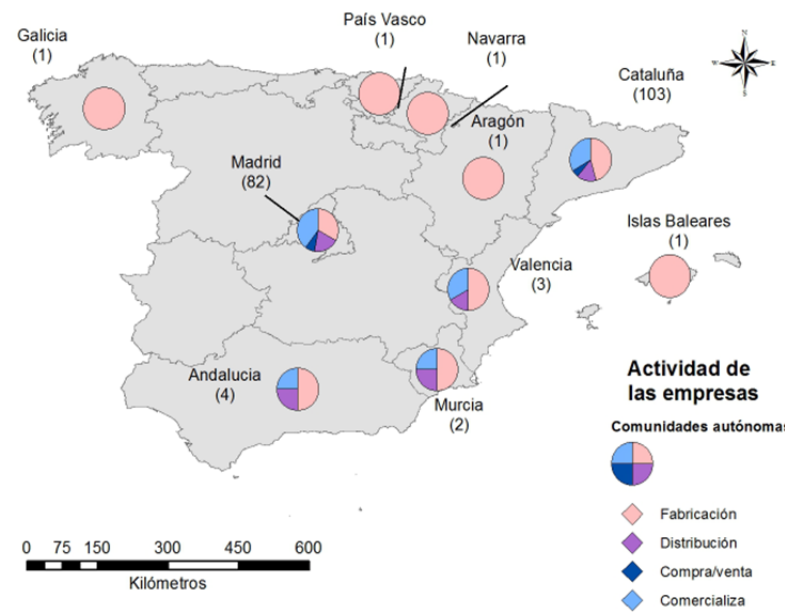 País Vasco
(1)
Galicia
(1)
Navarra
(1)
N
W
E
S
Cataluña
(103)
Aragón
(1)
Madrid
(82)
Islas Baleares
(1)
Valencia
(3)
Andalucia
(4)
Murcia
(2)
Actividad de
las empresas
Comunidades autónomas
Fabricación
Distribución
Compra/venta
Comercializa
0 75 150 300 450 600
Kilómetros